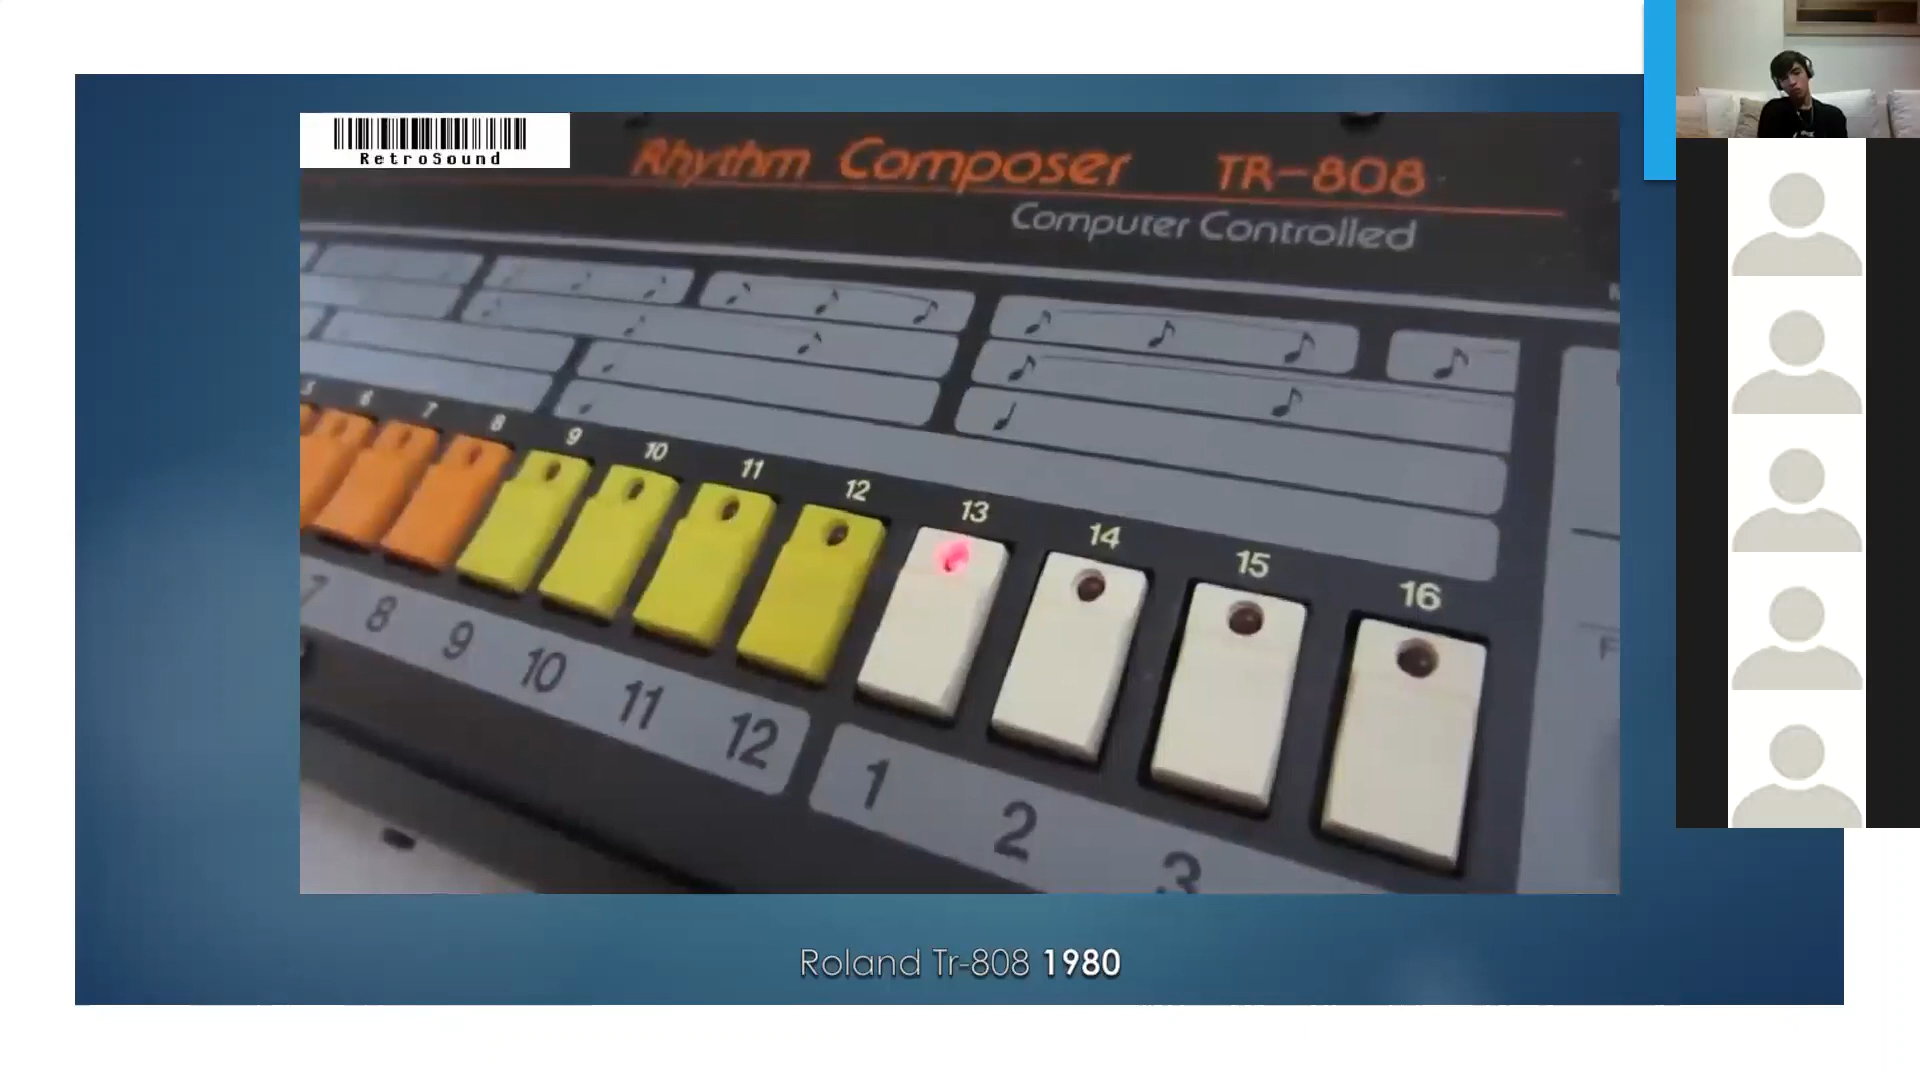 RetroSound
Rhythm Composer TR-808
Computer Controlled
5 6 7 8 9 10 11 12 13 14 15 16
7 8 9 10 11 12
1 2 3
Roland Tr-808 1980